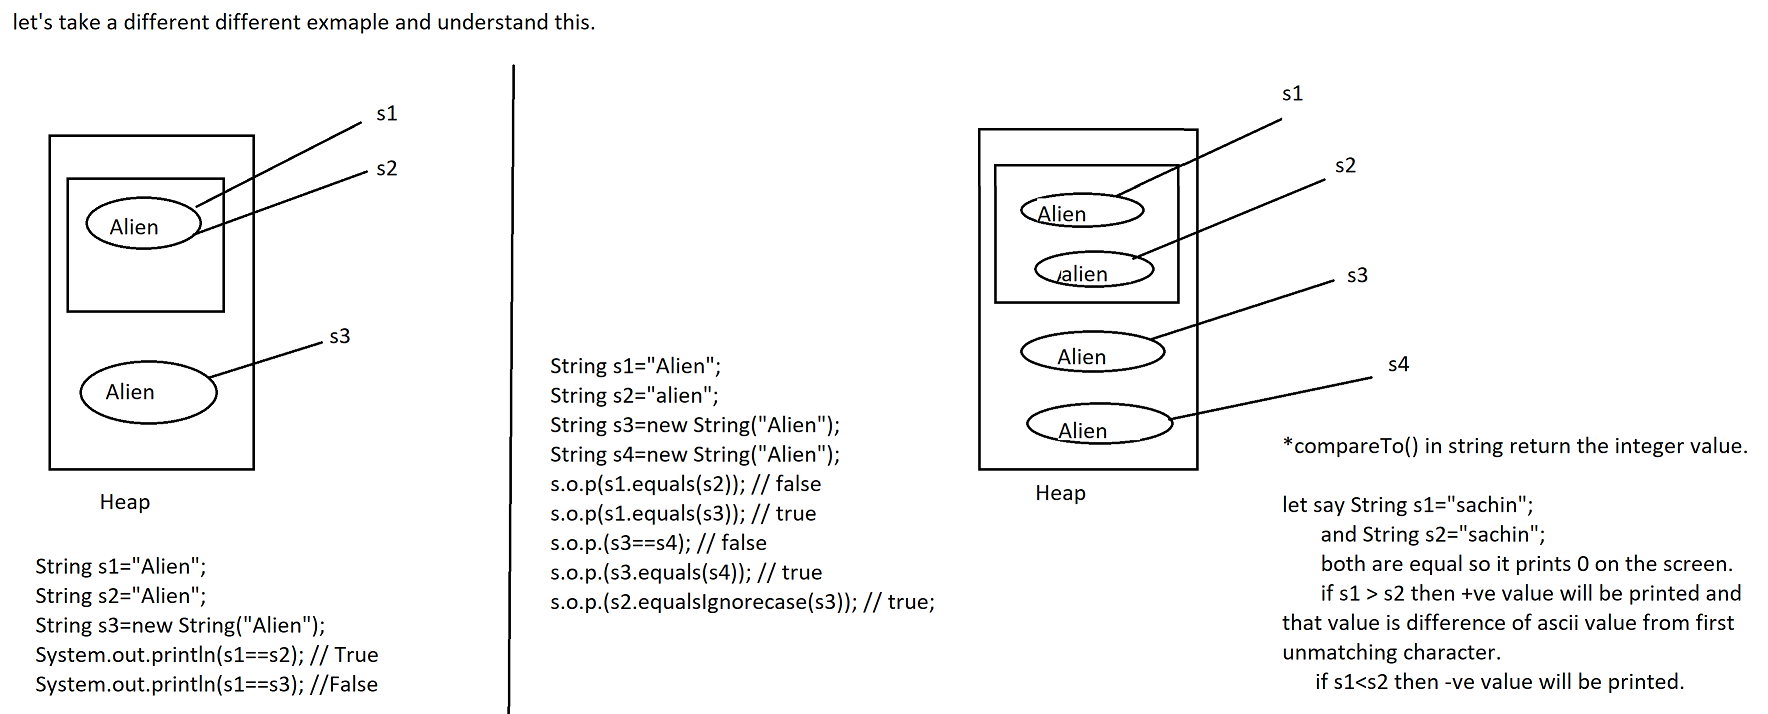 let's take a different different exmaple and understand this.
s1
s2
Alien
s3
Alien
Heap
String s1="Alien";
String s2="Alien";
String s3=new String("Alien");
System.out.println(s1==s2); // True
System.out.println(s1==s3); //False
String s1="Alien";
String s2="alien";
String s3=new String("Alien");
String s4=new String("Alien");
s.o.p(s1.equals(s2)); // false
s.o.p(s1.equals(s3)); // true
s.o.p.(s3==s4); // false
s.o.p.(s3.equals(s4)); // true
s.o.p.(s2.equalsIgnorecase(s3)); // true;
s1
s2
Alien
alien
s3
Alien
s4
Alien
Heap
*compareTo() in string return the integer value.
let say String s1="sachin";
and String s2="sachin";
both are equal so it prints 0 on the screen.
if s1 > s2 then +ve value will be printed and
that value is difference of ascii value from first
unmatching character.
if s1<s2 then -ve value will be printed.